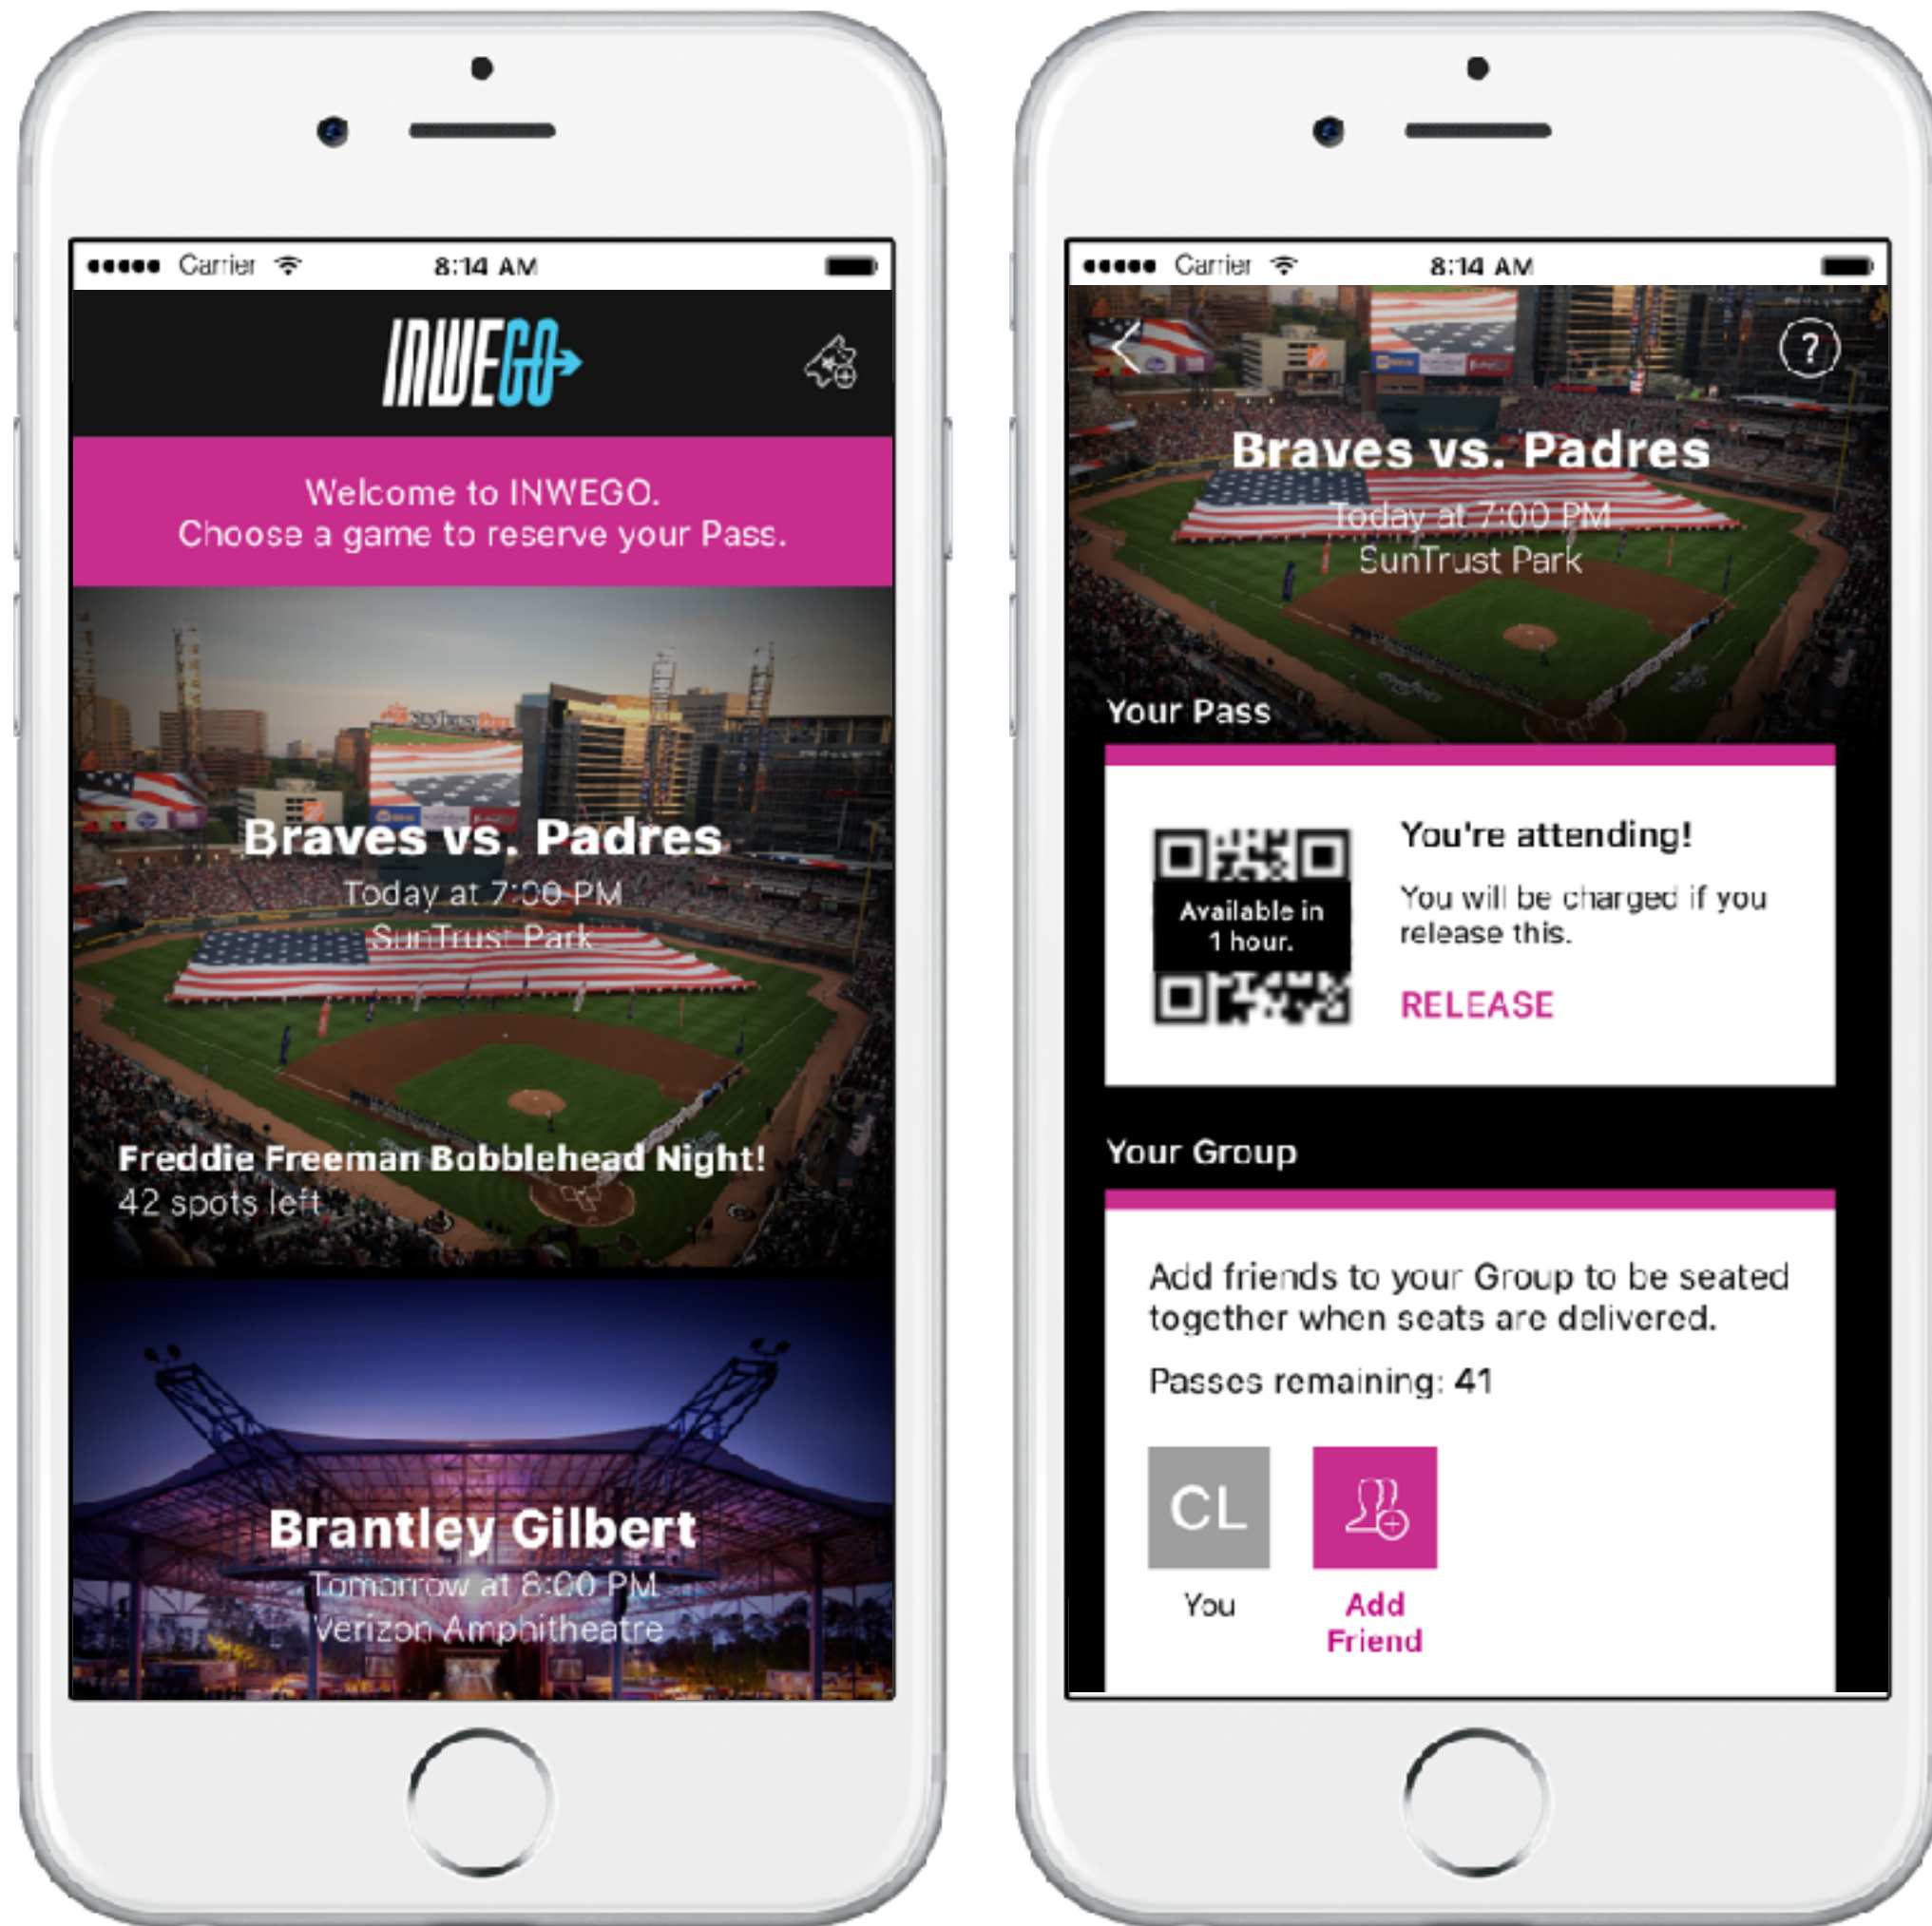 Carrier
8:14 AM
INWEGO
Welcome to INWEGO.
Choose a game to reserve your Pass.
SunTrust Park
Braves vs. Padres
Today at 7:00 PM
SunTrust Park
Freddie Freeman Bobblehead Night!
42 spots left
Brantley Gilbert
Tomorrow at 8:00 PM
Verizon Amphitheatre
Carrier
8:14 AM
?
Braves vs. Padres
Today at 7:00 PM
SunTrust Park
Your Pass
You're attending!
Available in
1 hour.
You will be charged if you
release this.
RELEASE
Your Group
Add friends to your Group to be seated
together when seats are delivered.
Passes remaining: 41
CL
You
Add
Friend